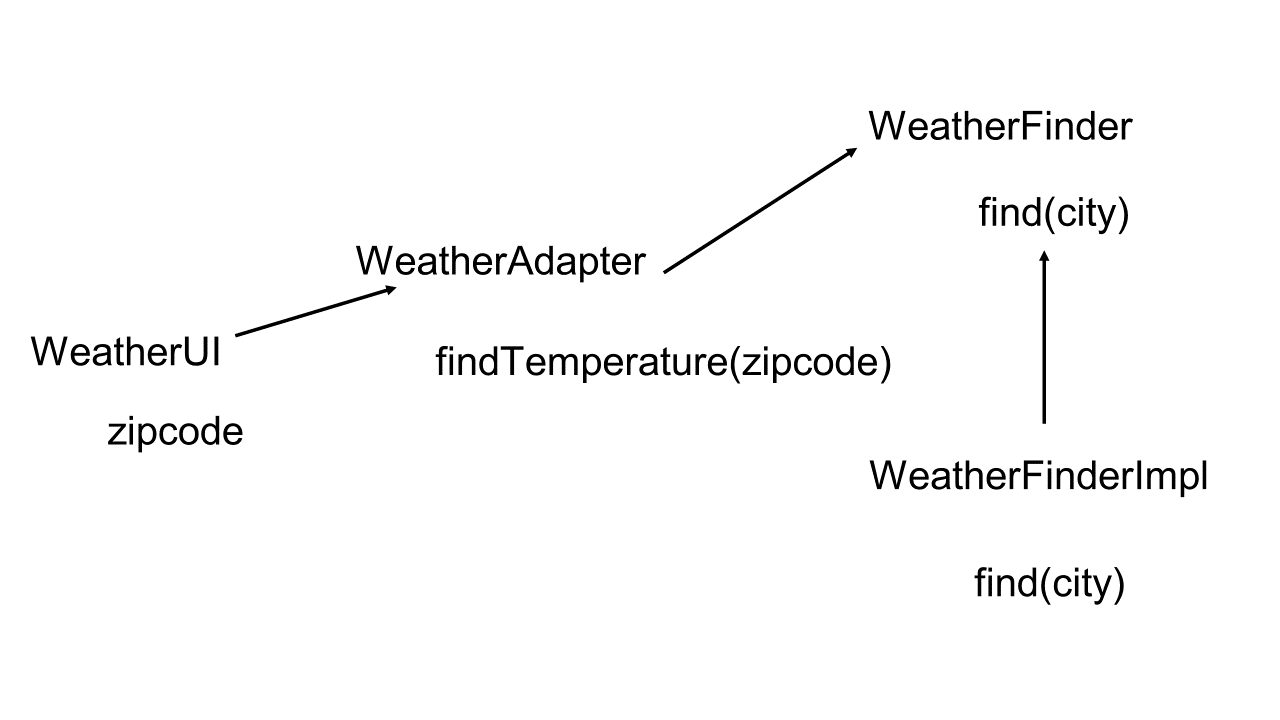 WeatherFinder
find(city)
WeatherAdapter
WeatherUI
findTemperature(zipcode)
zipcode
WeatherFinderImpl
find(city)